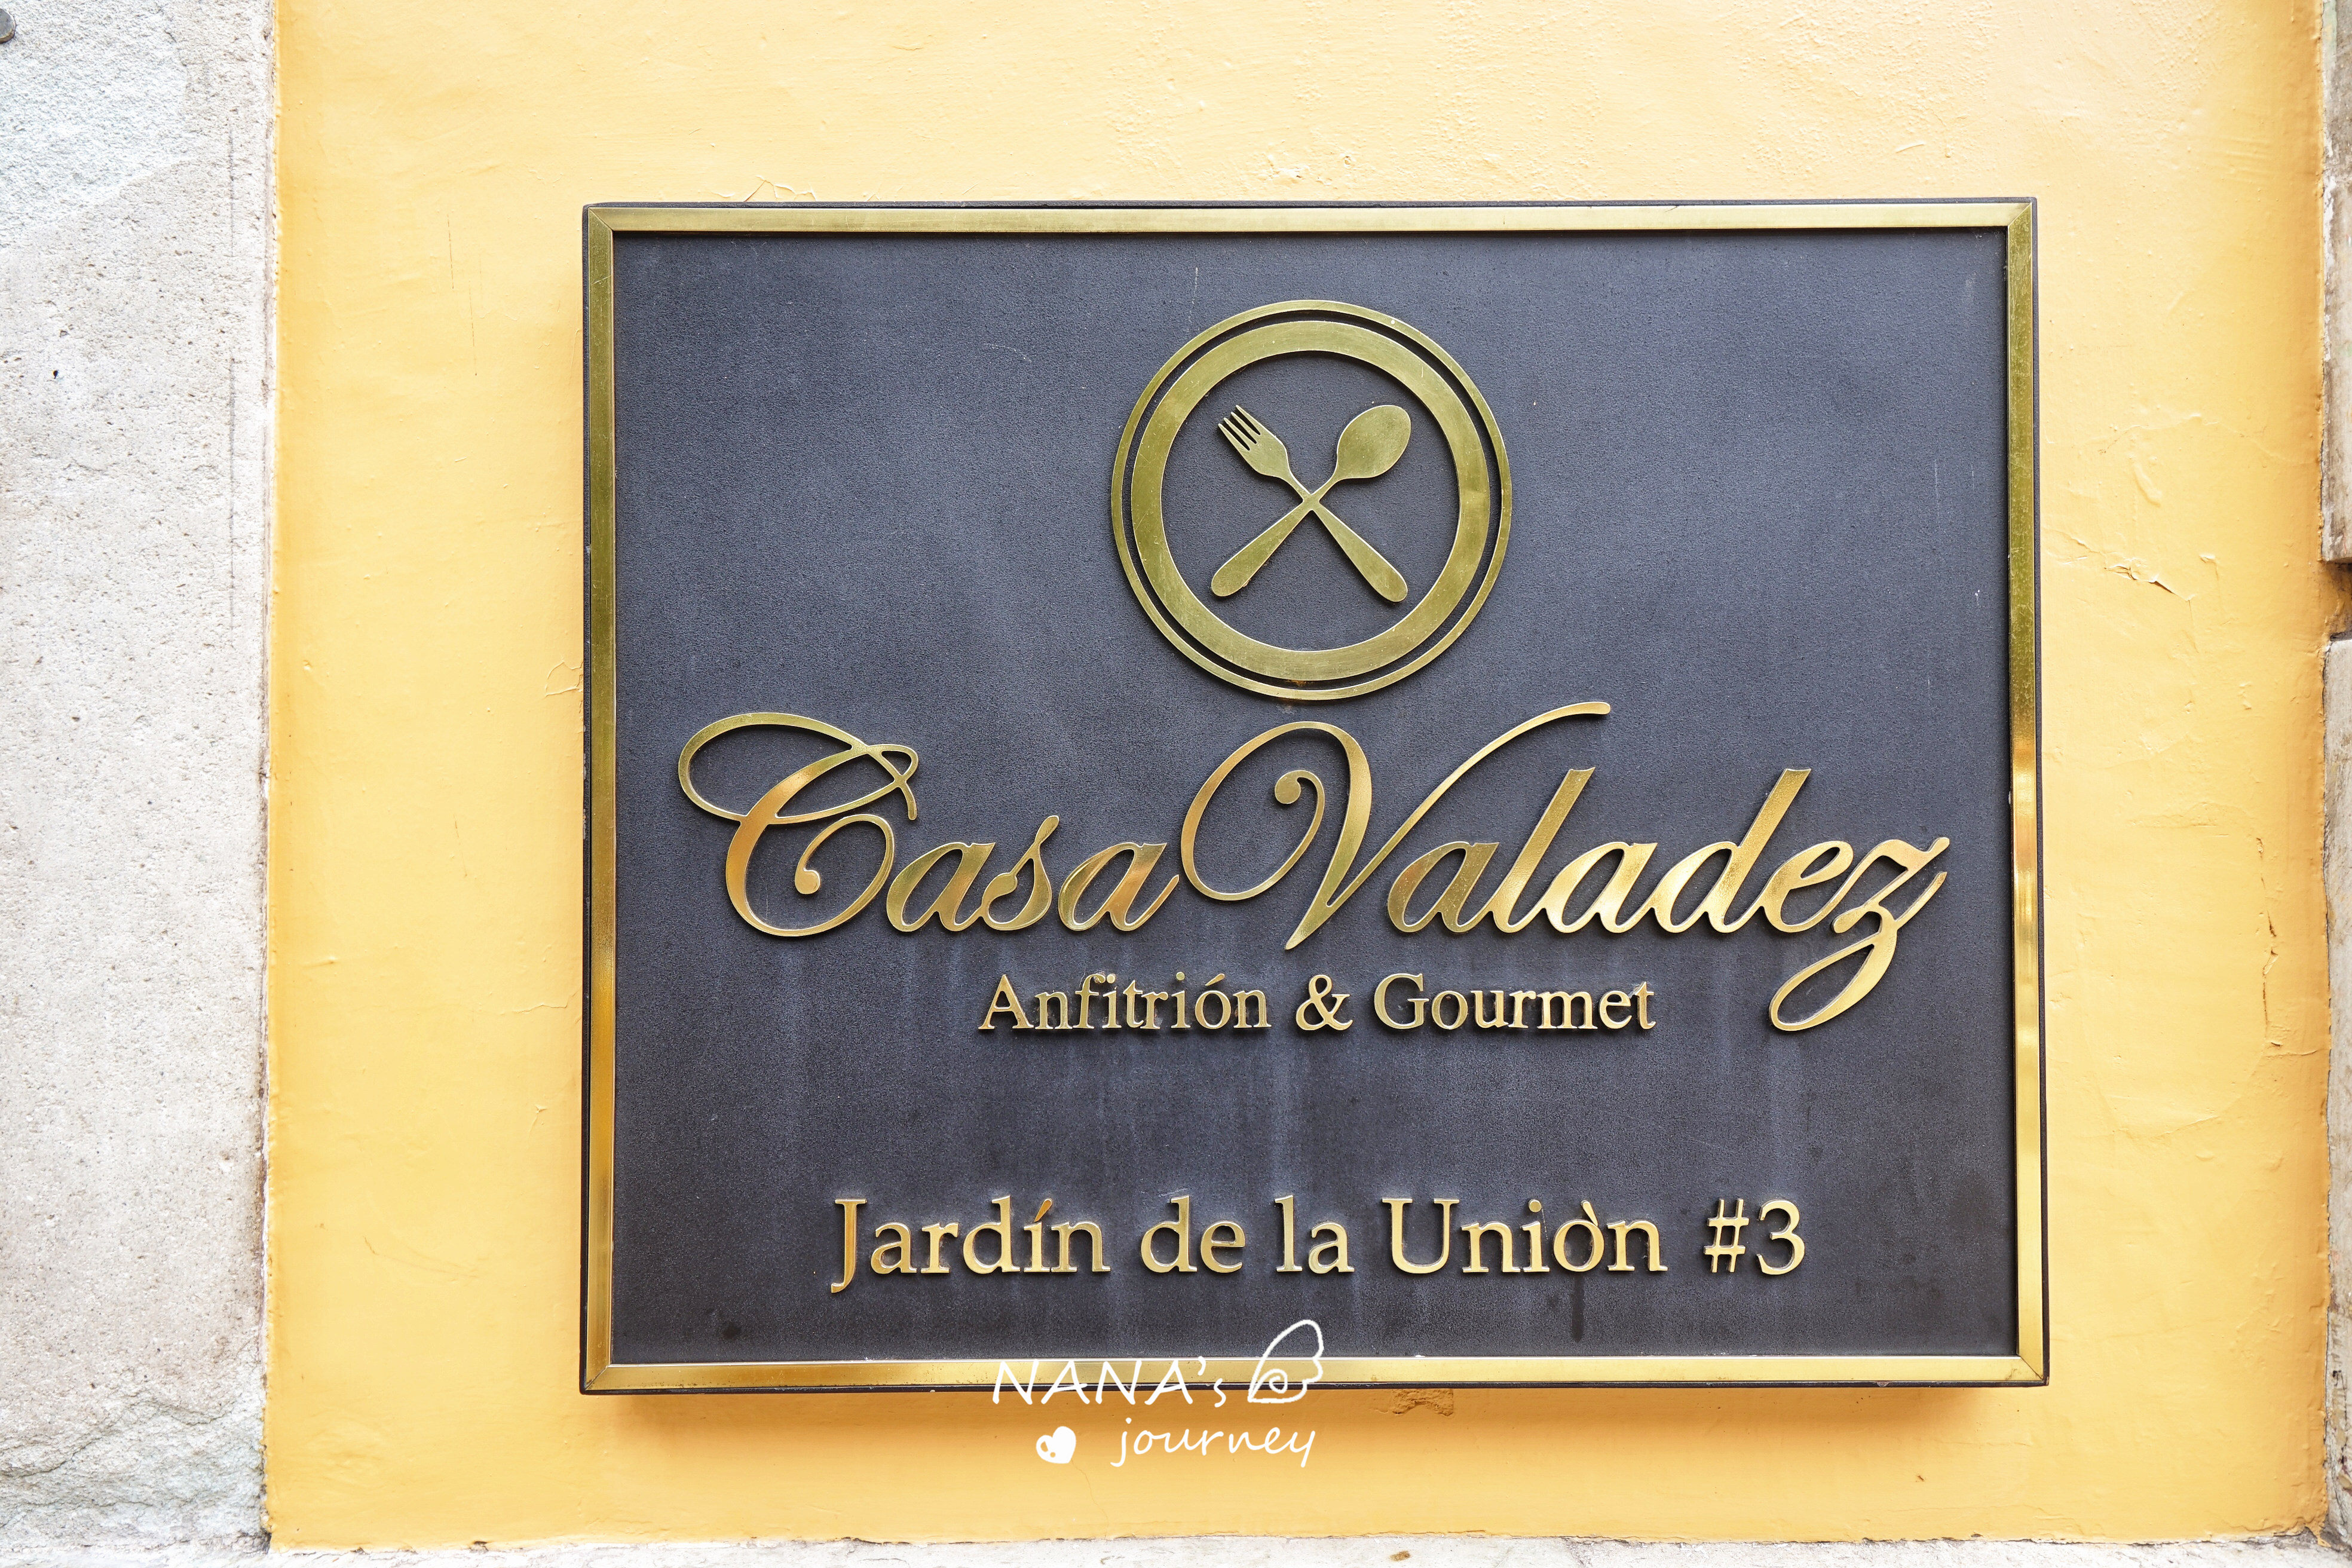 Casa Valadez
Anfitrión & Gourmet
Jardín de la Uniòn #3
NANA's
journey